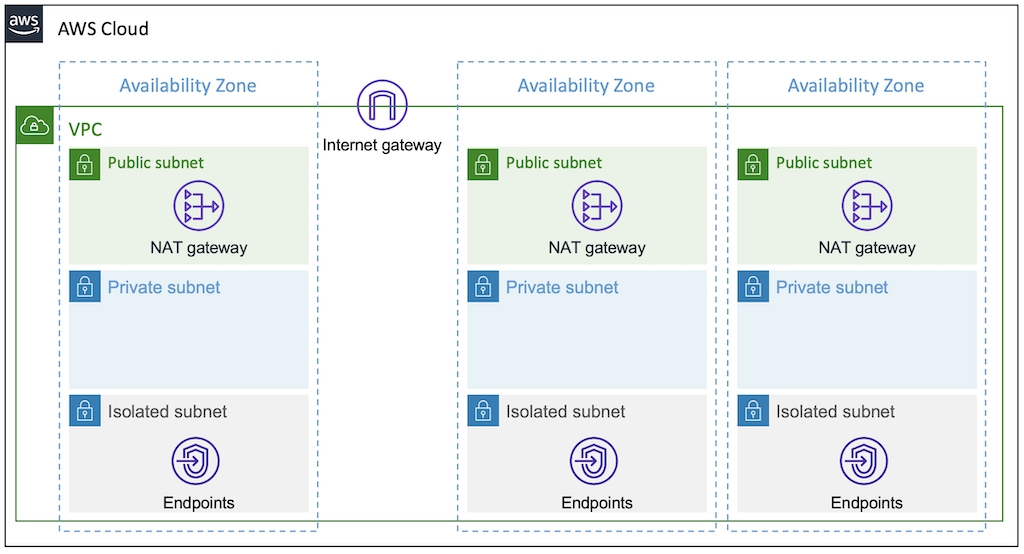 aws
AWS Cloud
Availability Zone
Availability Zone
Availability Zone
Internet gateway
VPC
Public subnet
NAT gateway
Public subnet
NAT gateway
Public subnet
NAT gateway
Private subnet
Private subnet
Private subnet
Isolated subnet
Endpoints
Isolated subnet
Endpoints
Isolated subnet
Endpoints